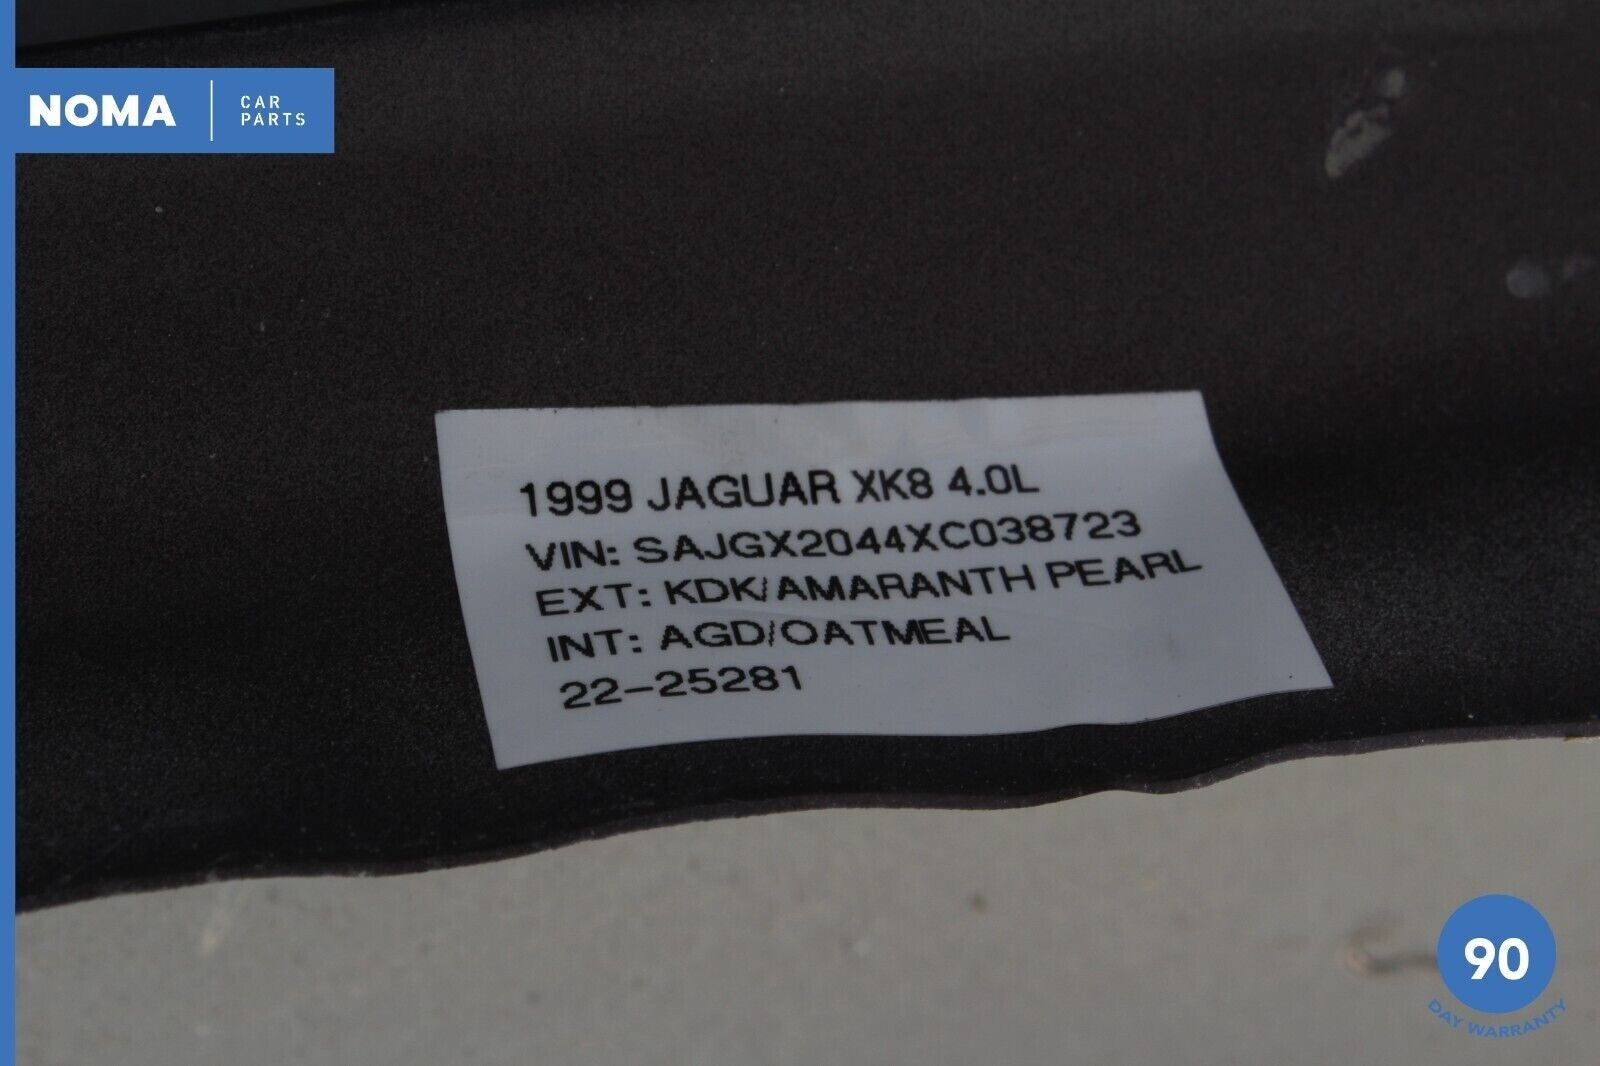 NOMA
CAR
PARTS
1999 JAGUAR XK8 4.0L
VIN: SAJGX2044XC038723
EXT: KDK/AMARANTH PEARL
INT: AGD/OATMEAL
22-25281
90
DAY WARRANTY